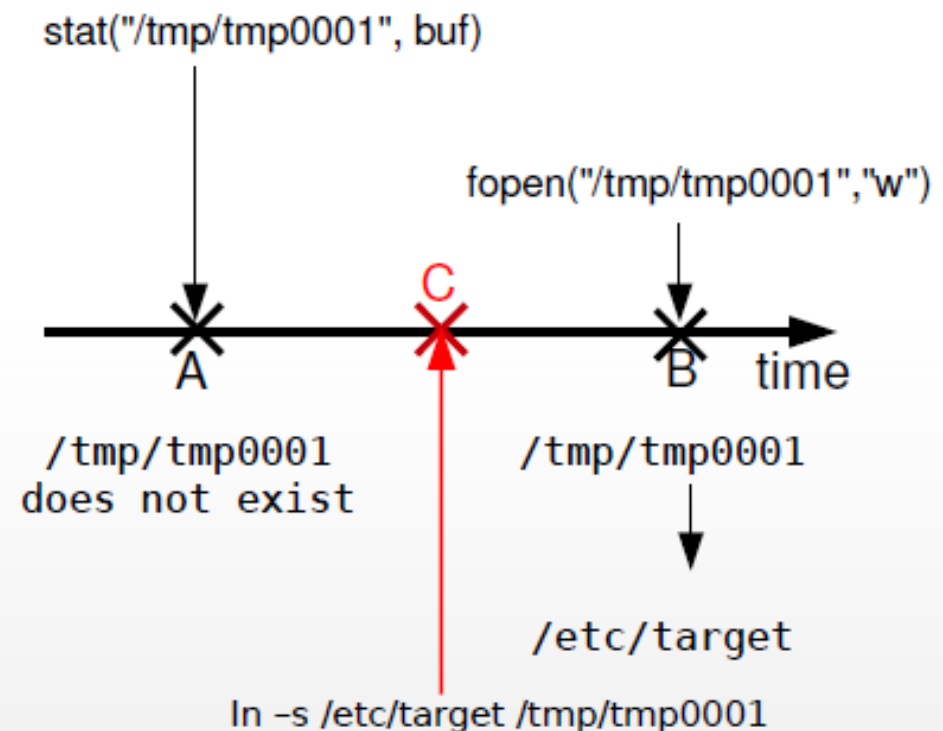 stat("/tmp/tmp0001", buf)
fopen("/tmp/tmp0001","w")
C
A
B
time
/tmp/tmp0001
does not exist
/tmp/tmp0001
/etc/target
ln –s /etc/target /tmp/tmp0001